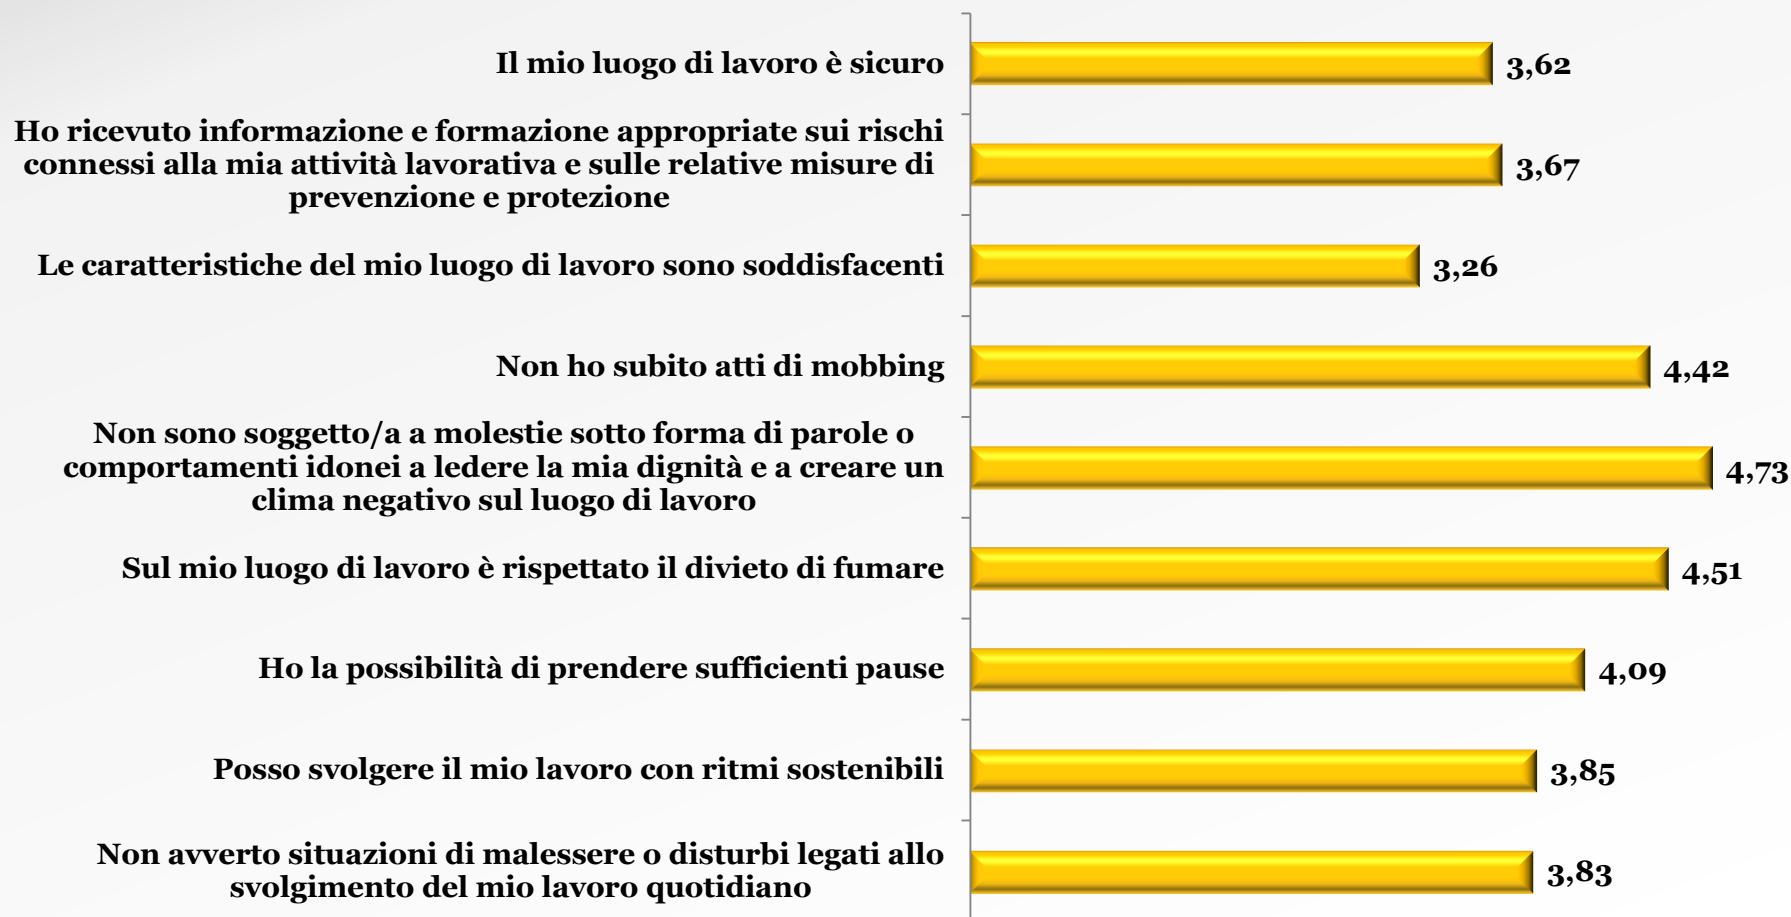 Il mio luogo di lavoro è sicuro
3,62
Ho ricevuto informazione e formazione appropriate sui rischi
connessi alla mia attività lavorativa e sulle relative misure di
prevenzione e protezione
3,67
Le caratteristiche del mio luogo di lavoro sono soddisfacenti
3,26
Non ho subito atti di mobbing
4,42
Non sono soggetto/a a molestie sotto forma di parole o
comportamenti idonei a ledere la mia dignità e a creare un
clima negativo sul luogo di lavoro
4,73
Sul mio luogo di lavoro è rispettato il divieto di fumare
4,51
Ho la possibilità di prendere sufficienti pause
4,09
Posso svolgere il mio lavoro con ritmi sostenibili
3,85
Non avverto situazioni di malessere o disturbi legati allo
svolgimento del mio lavoro quotidiano
3,83